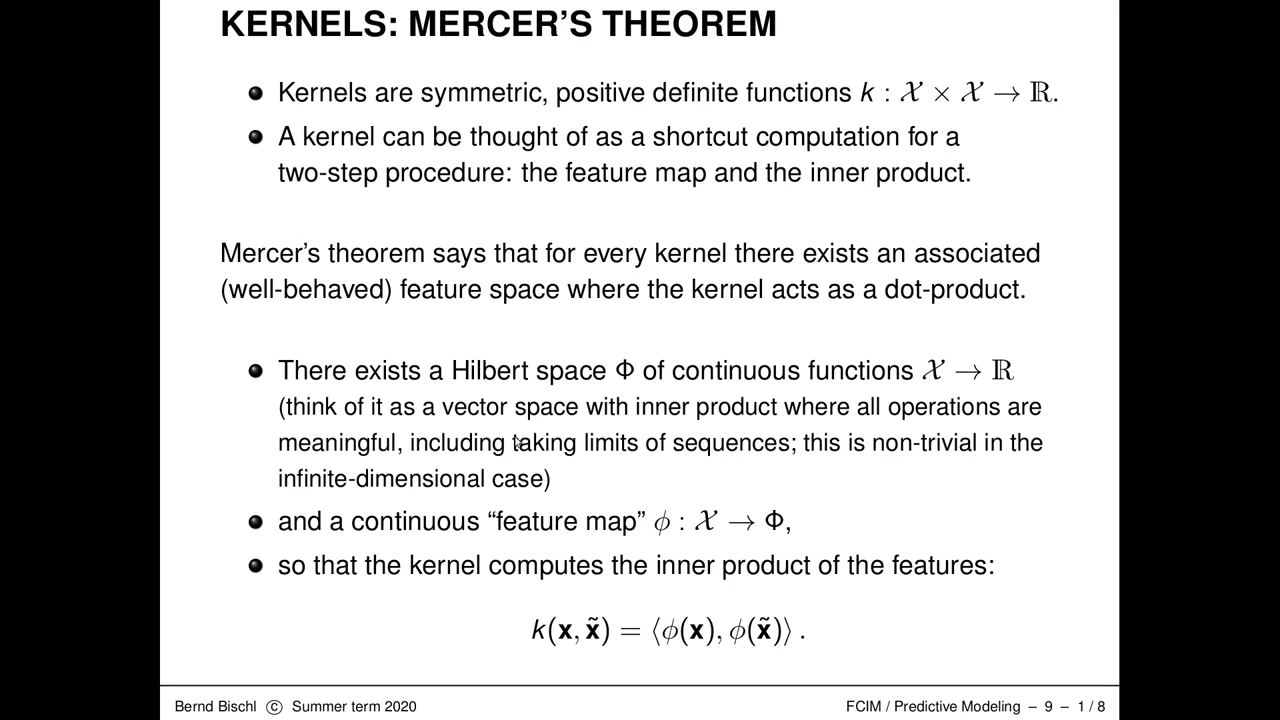 KERNELS: MERCER'S THEOREM
Kernels are symmetric, positive definite functions k : 𝒳 × 𝒳 → ℝ.
A kernel can be thought of as a shortcut computation for a
two-step procedure: the feature map and the inner product.
Mercer's theorem says that for every kernel there exists an associated
(well-behaved) feature space where the kernel acts as a dot-product.
There exists a Hilbert space Φ of continuous functions 𝒳 → ℝ
(think of it as a vector space with inner product where all operations are
meaningful, including taking limits of sequences; this is non-trivial in the
infinite-dimensional case)
and a continuous “feature map” ϕ : 𝒳 → Φ,
so that the kernel computes the inner product of the features:
k(x, x̃) = ⟨ϕ(x), ϕ(x̃)⟩ .
Bernd Bischl © Summer term 2020
FCIM / Predictive Modeling – 9 – 1 / 8